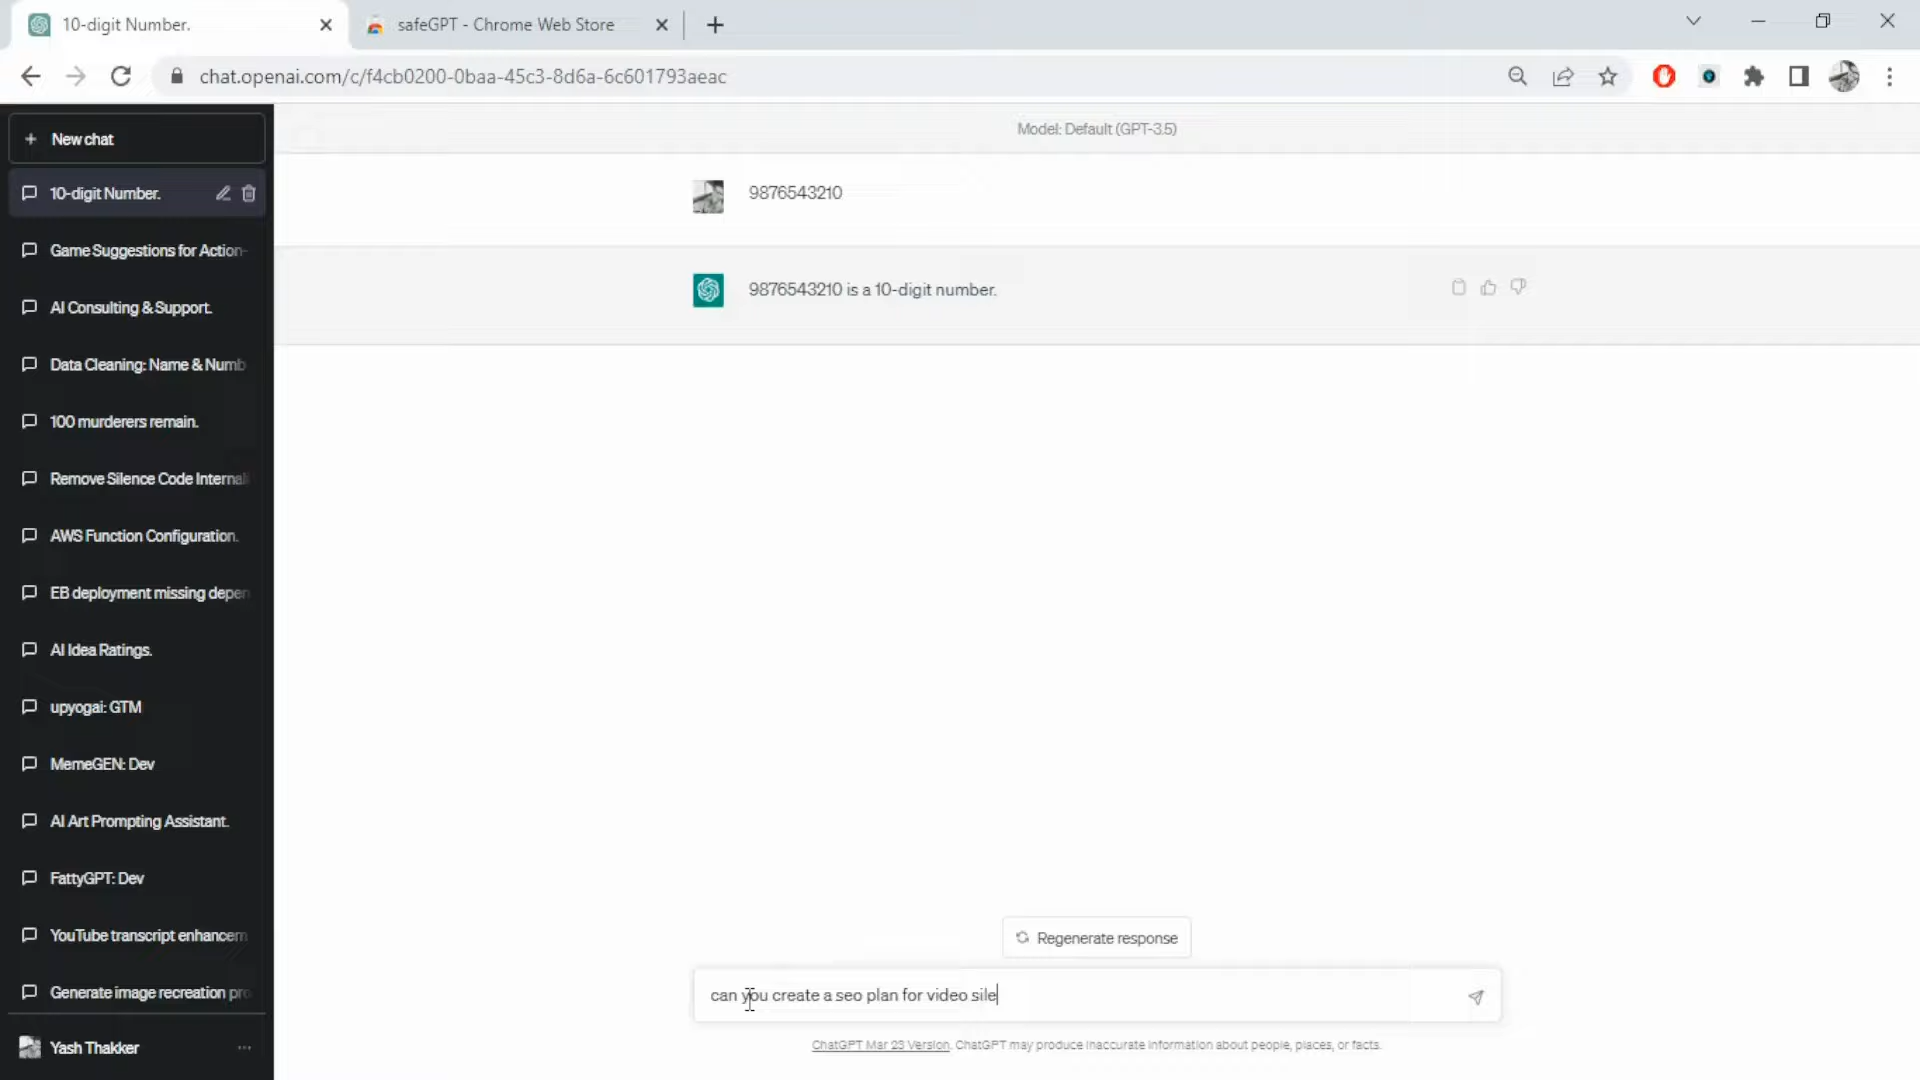 10-digit Number.
safeGPT - Chrome Web Store
chat.openai.com/c/f4cb0200-0baa-45c3-8d6a-6c601793aeac
New chat
10-digit Number.
Game Suggestions for Action-
AI Consulting & Support.
Data Cleaning: Name & Numb
100 murderers remain.
Remove Silence Code Internal
AWS Function Configuration.
EB deployment missing depen
AI Idea Ratings.
upyogai: GTM
MemeGEN: Dev
AI Art Prompting Assistant.
FattyGPT: Dev
YouTube transcript enhancem
Generate image recreation pro
Yash Thakker
Model: Default (GPT-3.5)
9876543210
9876543210 is a 10-digit number.
Regenerate response
can you create a seo plan for video sile
ChatGPT Mar 23 Version. ChatGPT may produce inaccurate information about people, places, or facts.